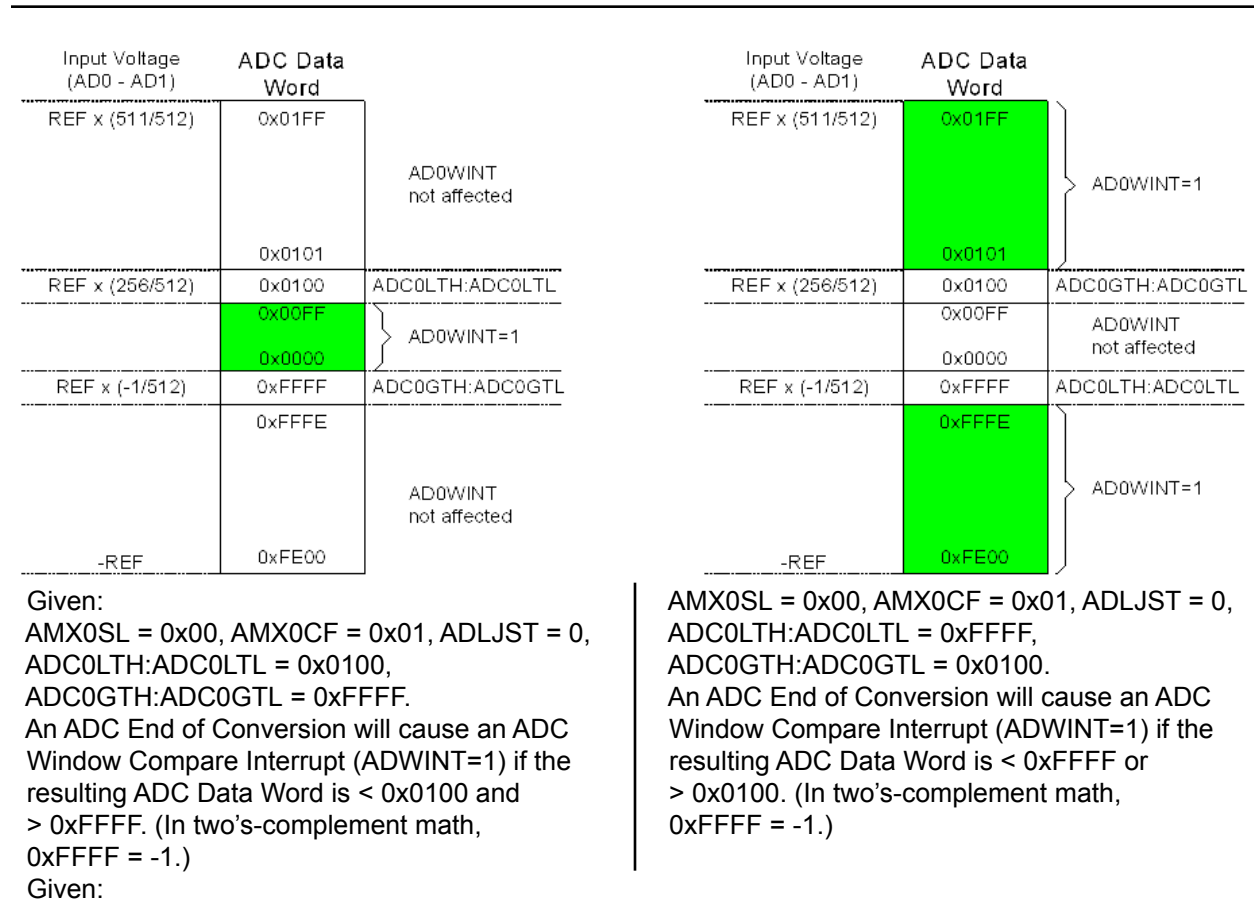 Input Voltage
(AD0 - AD1)
ADC Data
Word
REF x (511/512)
0x01FF
AD0WINT
not affected
0x0101
REF x (256/512)
0x0100
ADC0LTH:ADC0LTL
0x00FF
AD0WINT=1
0x0000
REF x (-1/512)
0xFFFF
ADC0GTH:ADC0GTL
0xFFFE
AD0WINT
not affected
-REF
0xFE00
Given:
AMX0SL = 0x00, AMX0CF = 0x01, ADLJST = 0,
ADC0LTH:ADC0LTL = 0x0100,
ADC0GTH:ADC0GTL = 0xFFFF.
An ADC End of Conversion will cause an ADC
Window Compare Interrupt (ADWINT=1) if the
resulting ADC Data Word is < 0x0100 and
> 0xFFFF. (In two's-complement math,
0xFFFF = -1.)
Given:
Input Voltage
(AD0 - AD1)
ADC Data
Word
REF x (511/512)
0x01FF
AD0WINT=1
0x0101
REF x (256/512)
0x0100
ADC0GTH:ADC0GTL
0x00FF
AD0WINT
not affected
0x0000
REF x (-1/512)
0xFFFF
ADC0LTH:ADC0LTL
0xFFFE
AD0WINT=1
-REF
0xFE00
AMX0SL = 0x00, AMX0CF = 0x01, ADLJST = 0,
ADC0LTH:ADC0LTL = 0xFFFF,
ADC0GTH:ADC0GTL = 0x0100.
An ADC End of Conversion will cause an ADC
Window Compare Interrupt (ADWINT=1) if the
resulting ADC Data Word is < 0xFFFF or
> 0x0100. (In two's-complement math,
0xFFFF = -1.)